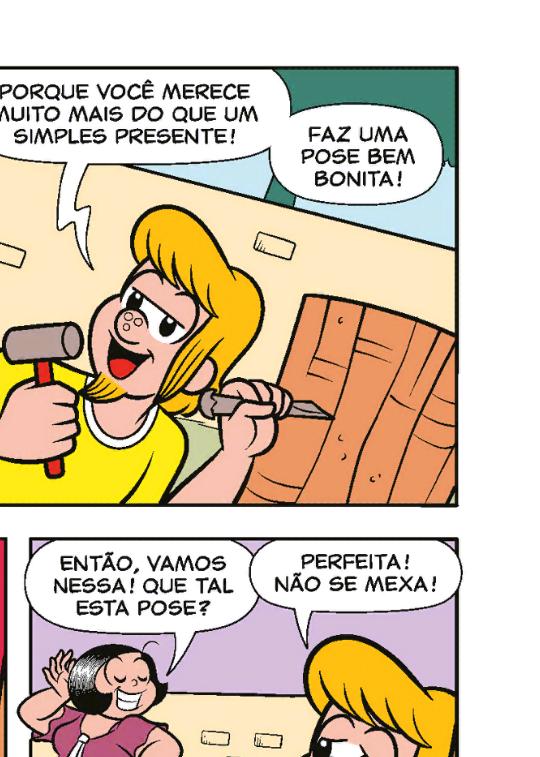 PORQUE VOCÊ MERECE
MUITO MAIS DO QUE UM
SIMPLES PRESENTE!
FAZ UMA
POSE BEM
BONITA!
ENTÃO, VAMOS
NESSA! QUE TAL
ESTA POSE?
PERFEITA!
NÃO SE MEXA!